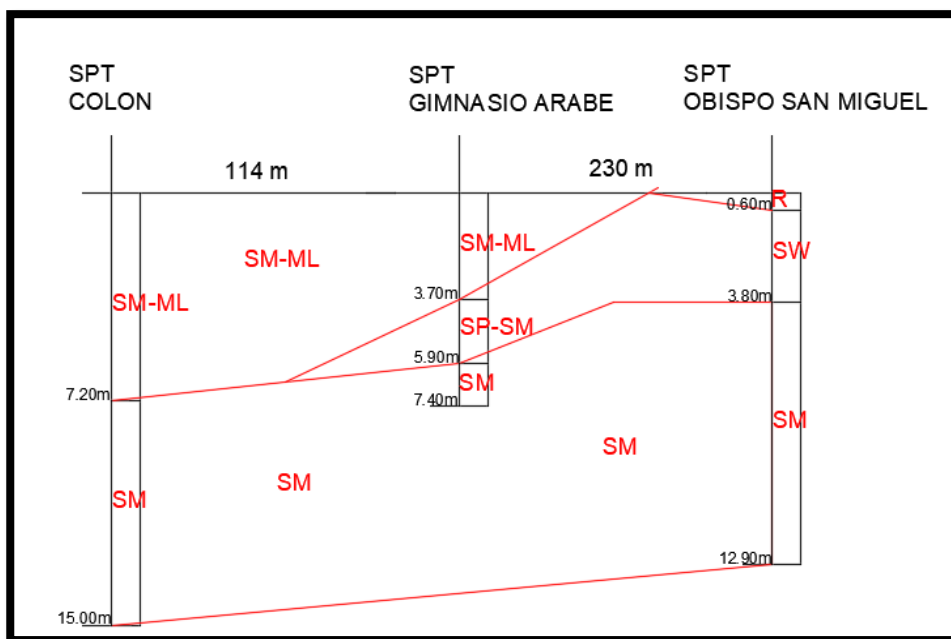 SPT
COLON
SPT
GIMNASIO ARABE
SPT
OBISPO SAN MIGUEL
114 m
230 m
R
0.60m
SM-ML
SM-ML
SW
SM-ML
3.70m
3.80m
SP-SM
5.90m
SM
7.20m
7.40m
SM
SM
SM
SM
12.90m
15.00m